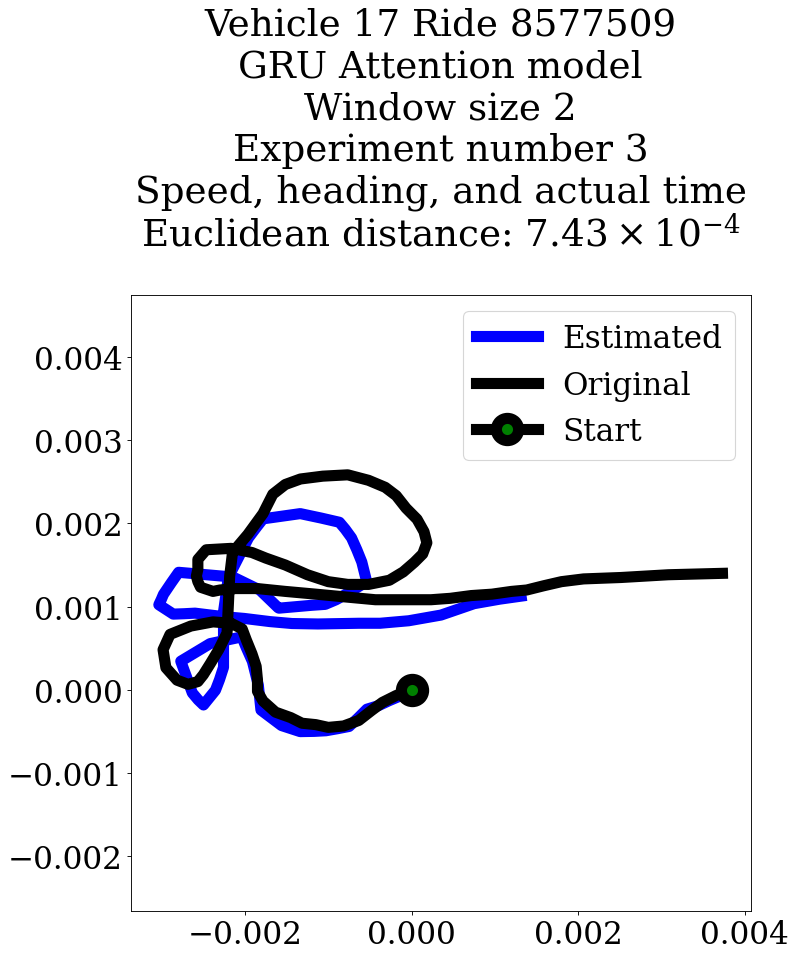 Vehicle 17 Ride 8577509
GRU Attention model
Window size 2
Experiment number 3
Speed, heading, and actual time
Euclidean distance: 7.43 × 10⁻⁴
Estimated
Original
Start
0.004
0.003
0.002
0.001
0.000
−0.001
−0.002
−0.002 0.000 0.002 0.004